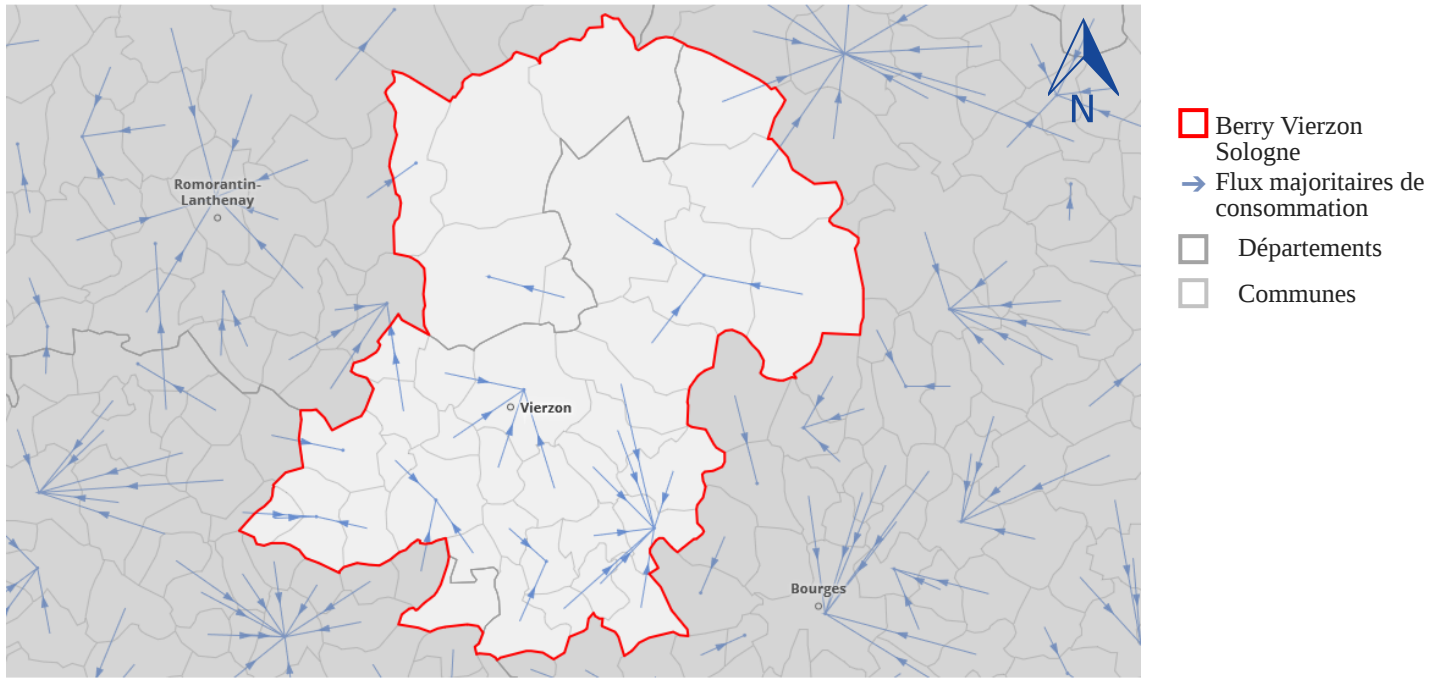 N
Romorantin-
Lanthenay
Vierzon
Bourges
Berry Vierzon
Sologne
Flux majoritaires de
consommation
Départements
Communes